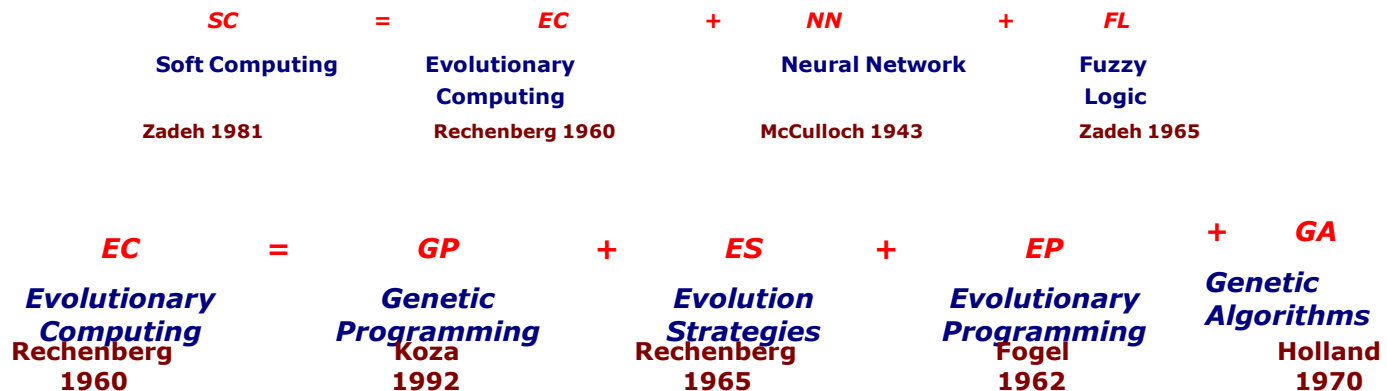 SC = EC + NN + FL
Soft Computing Evolutionary Neural Network Fuzzy
Computing Logic
Zadeh 1981 Rechenberg 1960 McCulloch 1943 Zadeh 1965
EC = GP + ES + EP + GA
Evolutionary Genetic Evolution Evolutionary Genetic
Computing Programming Strategies Programming Algorithms
Rechenberg Koza Rechenberg Fogel Holland
1960 1992 1965 1962 1970